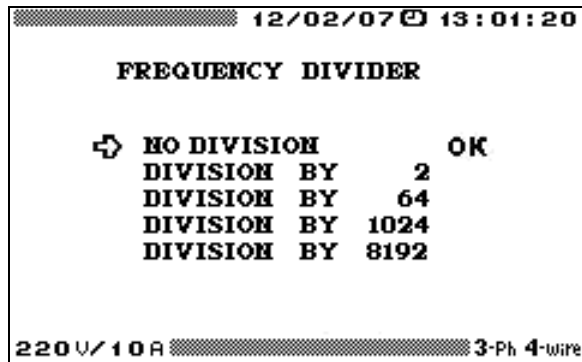 12/02/07 13:01:20
FREQUENCY DIVIDER
NO DIVISION OK
DIVISION BY 2
DIVISION BY 64
DIVISION BY 1024
DIVISION BY 8192
220V/10A 3-Ph 4-wire